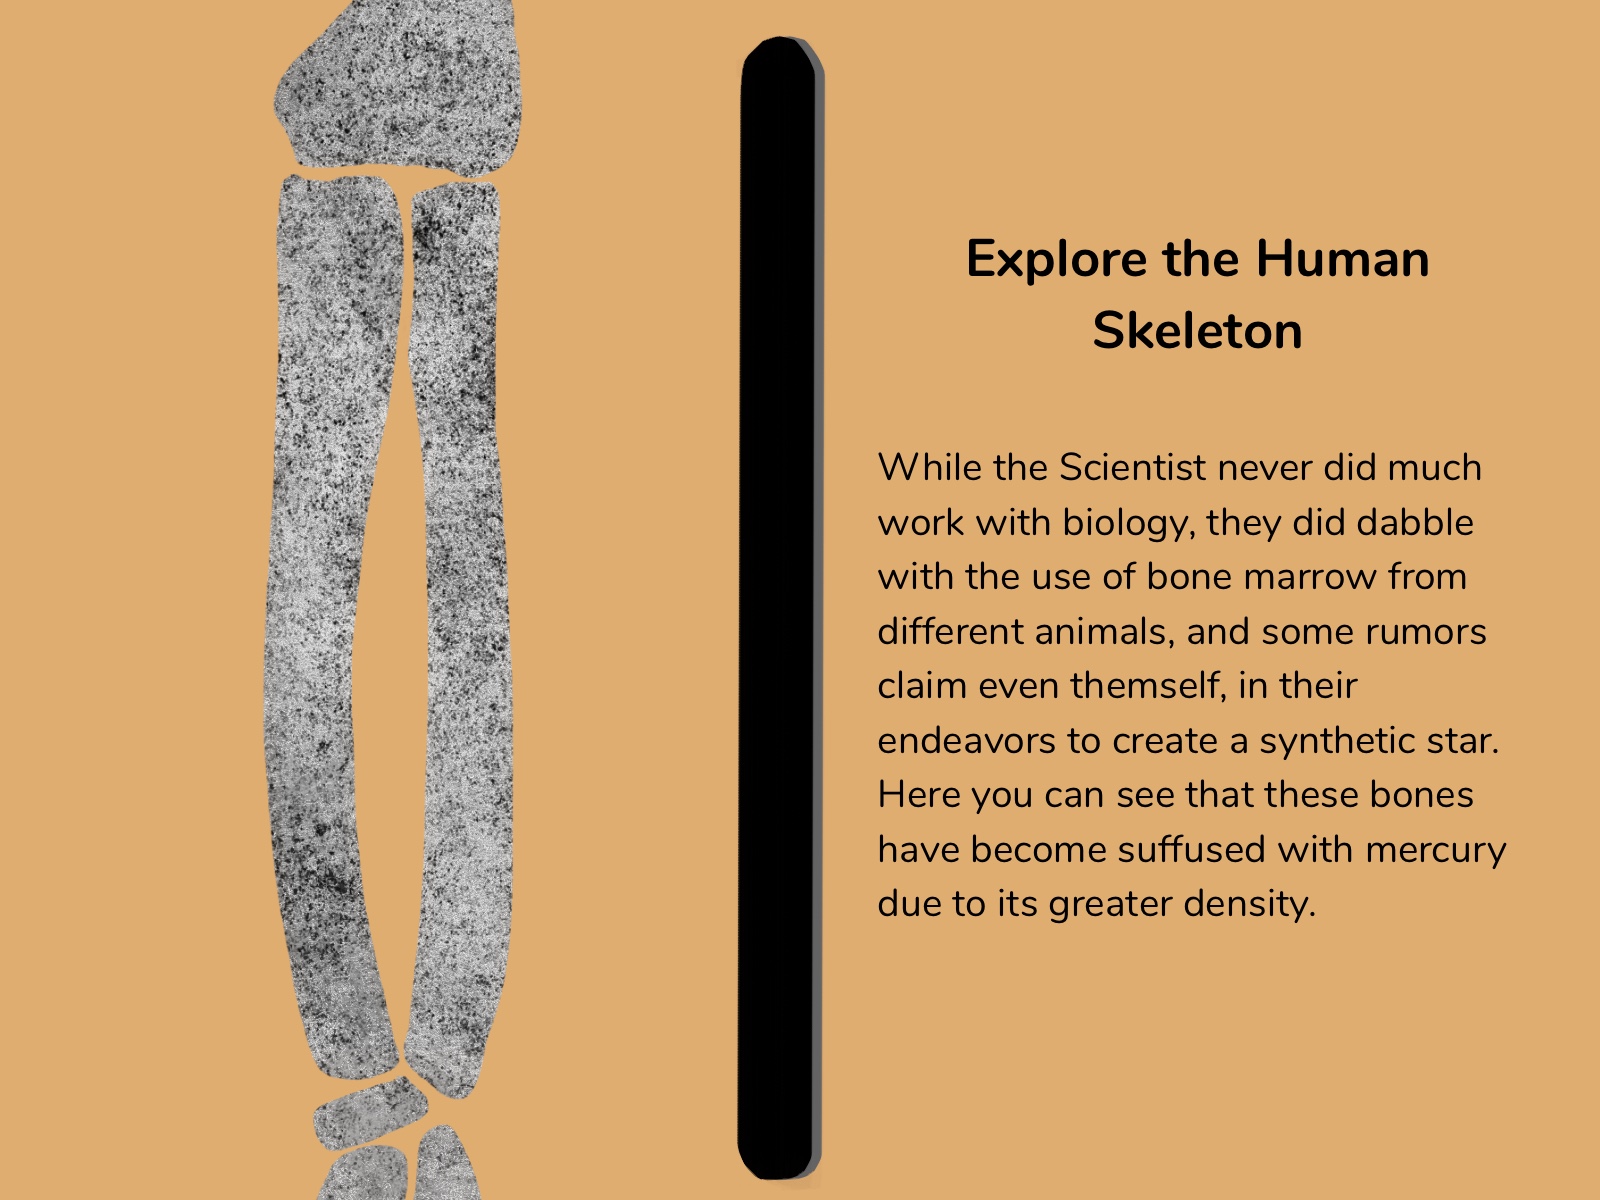 Explore the Human
Skeleton
While the Scientist never did much
work with biology, they did dabble
with the use of bone marrow from
different animals, and some rumors
claim even themself, in their
endeavors to create a synthetic star.
Here you can see that these bones
have become suffused with mercury
due to its greater density.